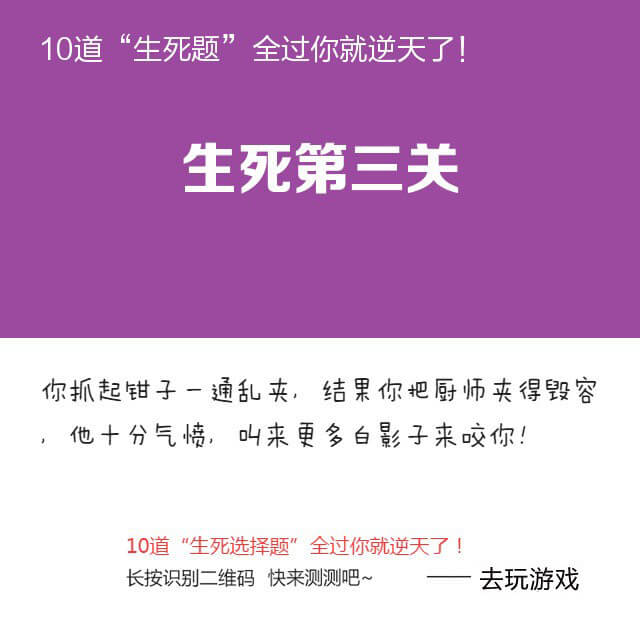 10道“生死题”全过你就逆天了!
生死第三关
你抓起钳子一通乱夹,结果你把厨师夹得毁容
,他十分气愤,叫来更多白影子来咬你!
10道“生死选择题”全过你就逆天了!
长按识别二维码 快来测测吧~ —— 去玩游戏